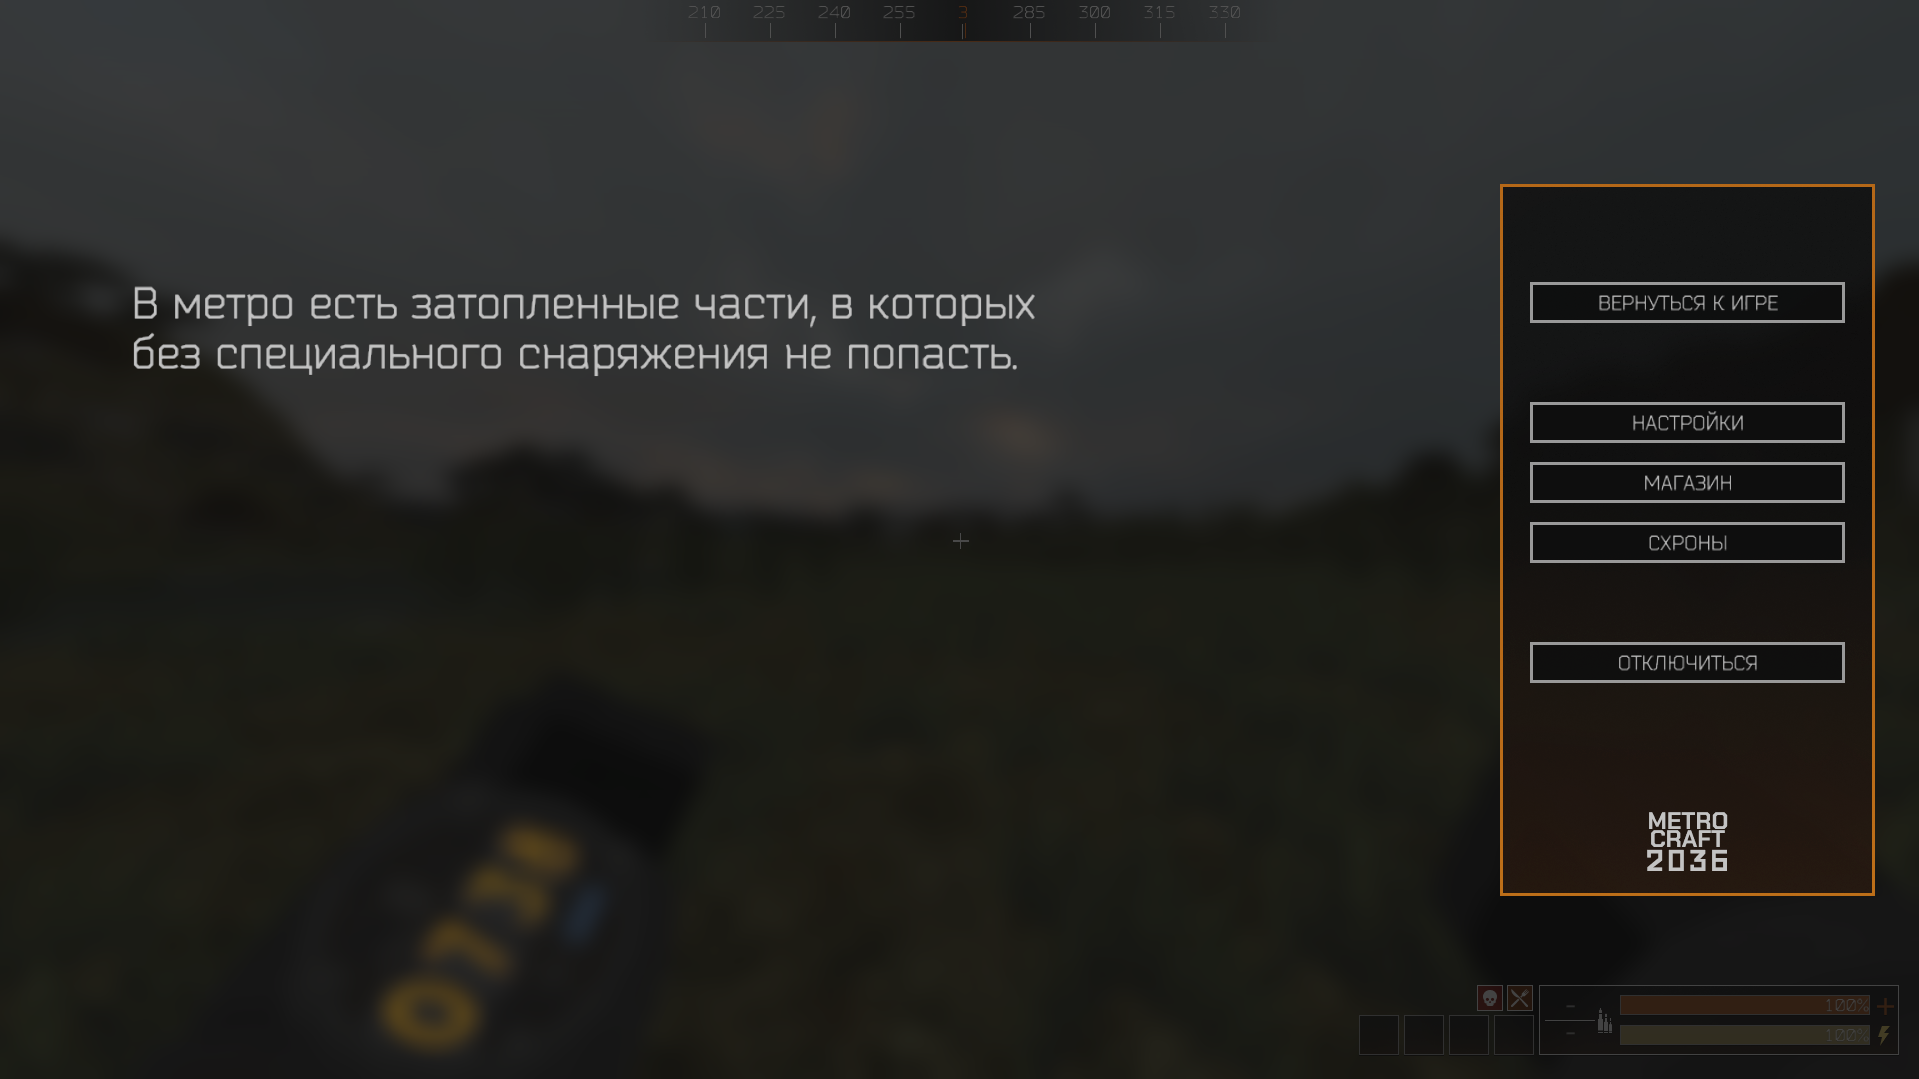 210 225 240 255 З 285 300 315 330
В метро есть затопленные части, в которых
без специального снаряжения не попасть.
ВЕРНУТЬСЯ К ИГРЕ
НАСТРОЙКИ
МАГАЗИН
СХРОНЫ
ОТКЛЮЧИТЬСЯ
METRO
CRAFT
2036
100%
100%